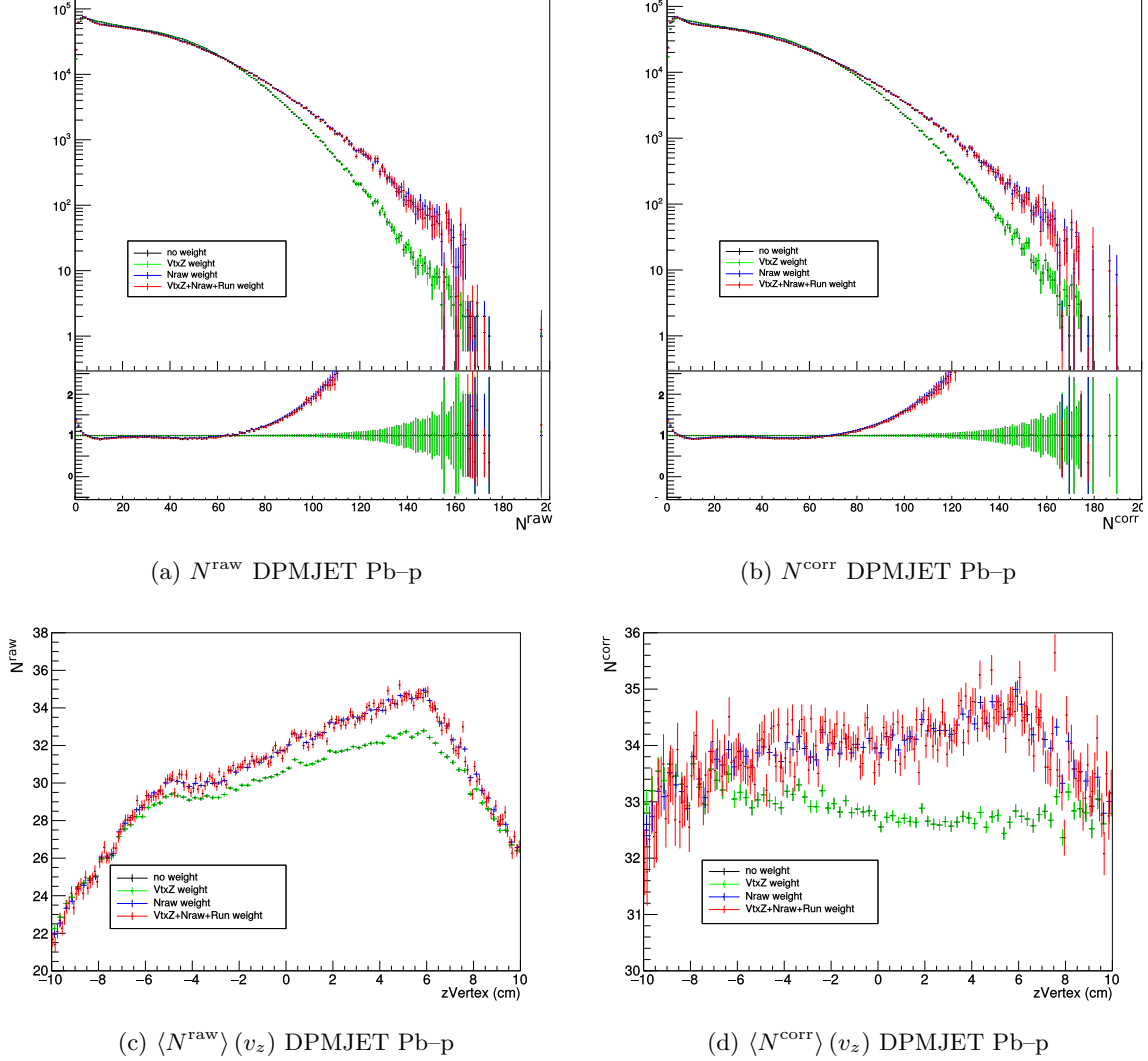 10^5
10^4
10^3
10^2
10
1
no weight
VtxZ weight
Nraw weight
VtxZ+Nraw+Run weight
2
1
0
0 20 40 60 80 100 120 140 160 180 20
N^raw
(a) N^raw DPMJET Pb–p
10^5
10^4
10^3
10^2
10
1
no weight
VtxZ weight
Nraw weight
VtxZ+Nraw+Run weight
2
1
0
-
0 20 40 60 80 100 120 140 160 180 20
N^corr
(b) N^corr DPMJET Pb–p
N^raw
38
36
34
32
30
28
26
24
22
20
no weight
VtxZ weight
Nraw weight
VtxZ+Nraw+Run weight
−10 −8 −6 −4 −2 0 2 4 6 8 10
zVertex (cm)
(c) ⟨N^raw⟩ (v_z) DPMJET Pb–p
N^corr
36
35
34
33
32
31
30
no weight
VtxZ weight
Nraw weight
VtxZ+Nraw+Run weight
−10 −8 −6 −4 −2 0 2 4 6 8 10
zVertex (cm)
(d) ⟨N^corr⟩ (v_z) DPMJET Pb–p